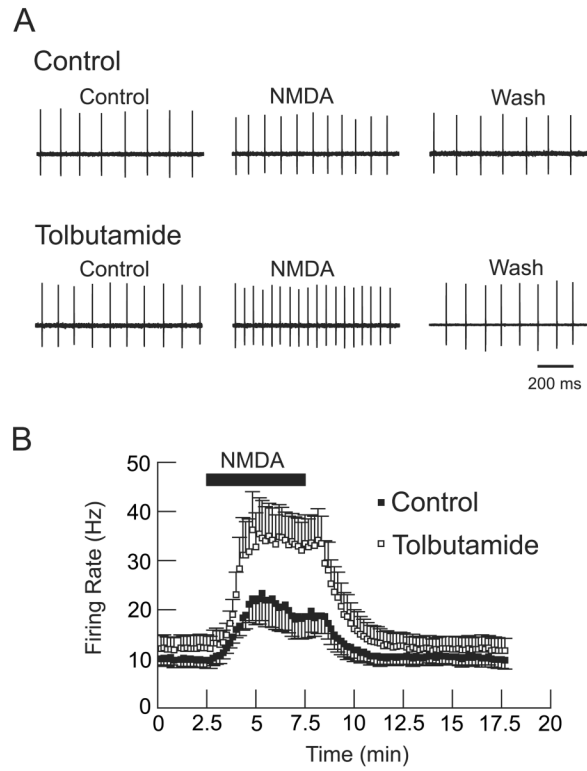 A
Control
Control NMDA Wash
Tolbutamide
Control NMDA Wash
200 ms
B
NMDA
Control
Tolbutamide
Firing Rate (Hz)
50
40
30
20
10
0
0 2.5 5 7.5 10 12.5 15 17.5 20
Time (min)